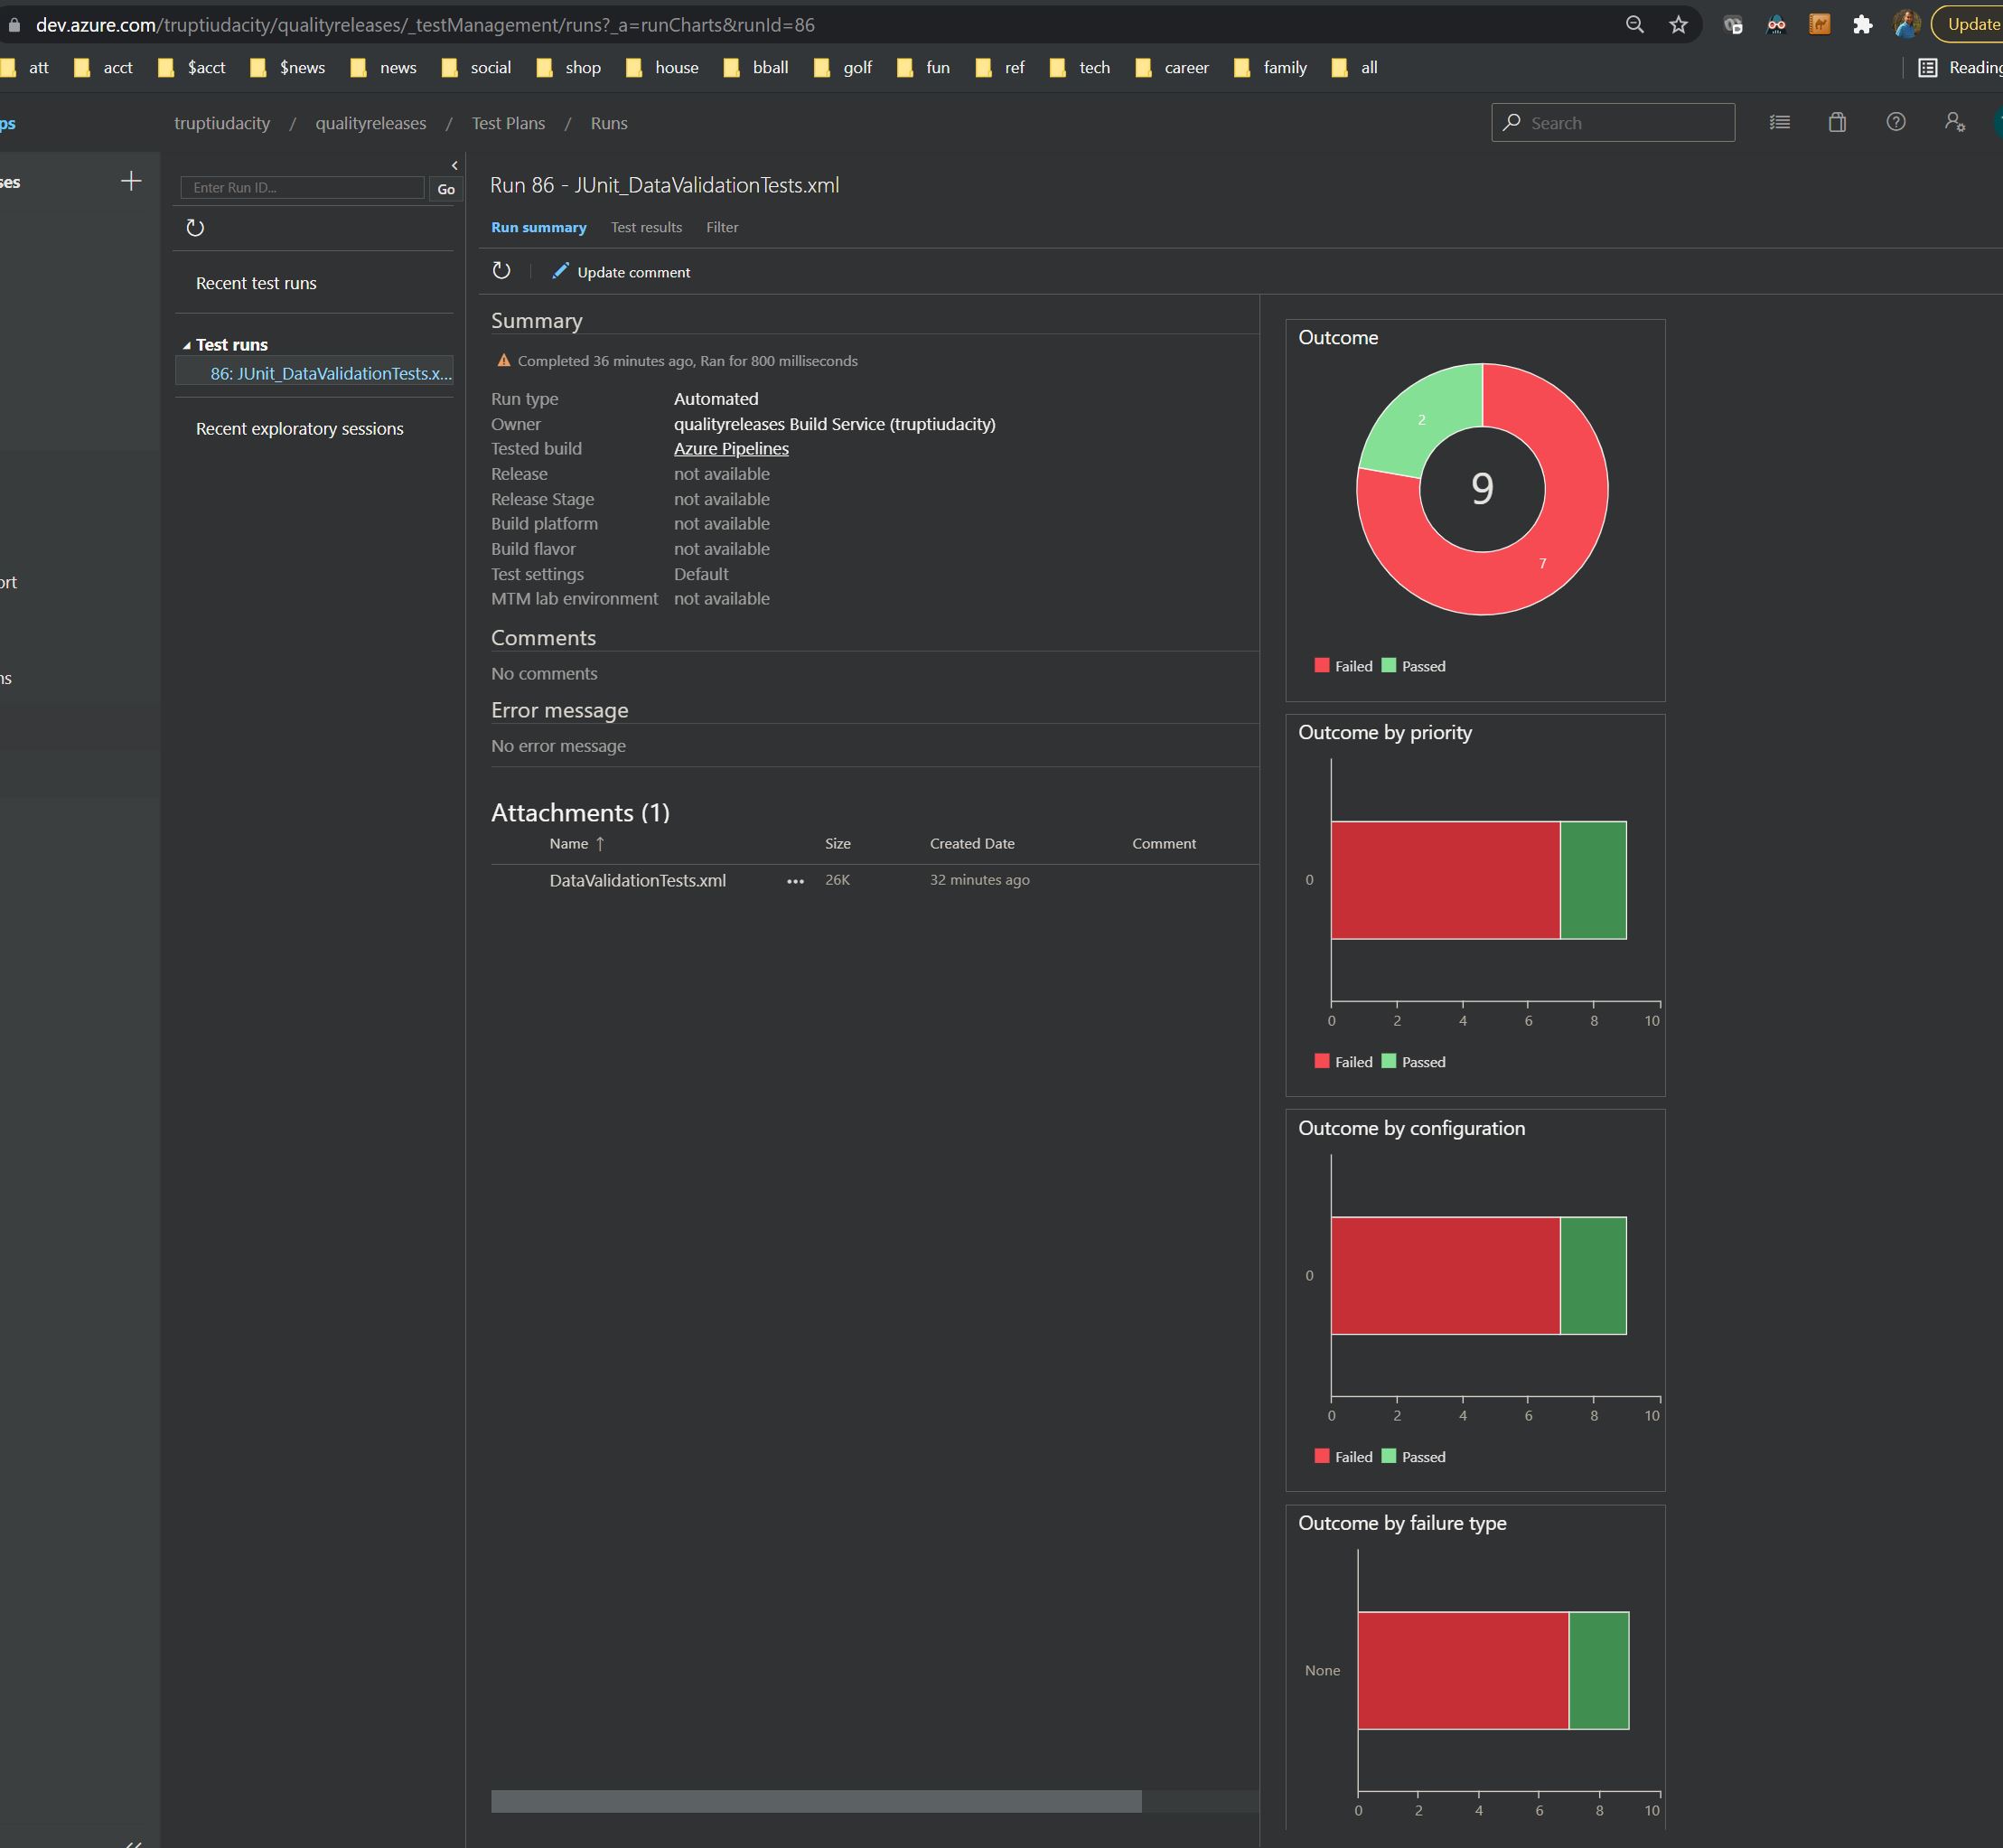 dev.azure.com/truptiudacity/qualityreleases/_testManagement/runs?_a=runCharts&runId=86
Update
att acct $acct $news news social shop house bball golf fun ref tech career family all
Reading
ps
truptiudacity / qualityreleases / Test Plans / Runs
Search
ses
Enter Run ID...
Go
Recent test runs
Test runs
86: JUnit_DataValidationTests.x...
Recent exploratory sessions
ort
ns
Run 86 - JUnit_DataValidationTests.xml
Run summary Test results Filter
Update comment
Summary
Completed 36 minutes ago, Ran for 800 milliseconds
Run type Automated
Owner qualityreleases Build Service (truptiudacity)
Tested build Azure Pipelines
Release not available
Release Stage not available
Build platform not available
Build flavor not available
Test settings Default
MTM lab environment not available
Comments
No comments
Error message
No error message
Attachments (1)
Name ↑ Size Created Date Comment
DataValidationTests.xml ... 26K 32 minutes ago
Outcome
2
9
7
Failed Passed
Outcome by priority
0
0 2 4 6 8 10
Failed Passed
Outcome by configuration
0
0 2 4 6 8 10
Failed Passed
Outcome by failure type
None
0 2 4 6 8 10